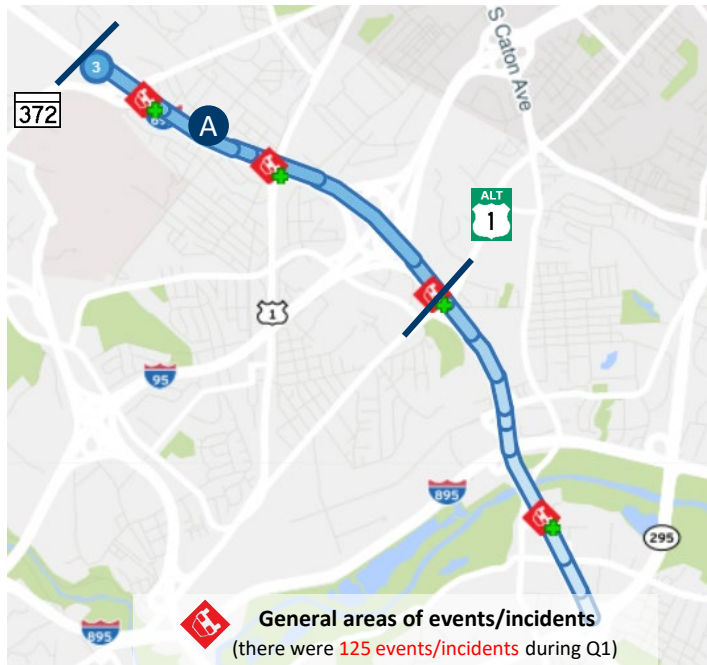 S Caton Ave
3
372
89
A
ALT
1
1
95
895
295
895
General areas of events/incidents
(there were 125 events/incidents during Q1)